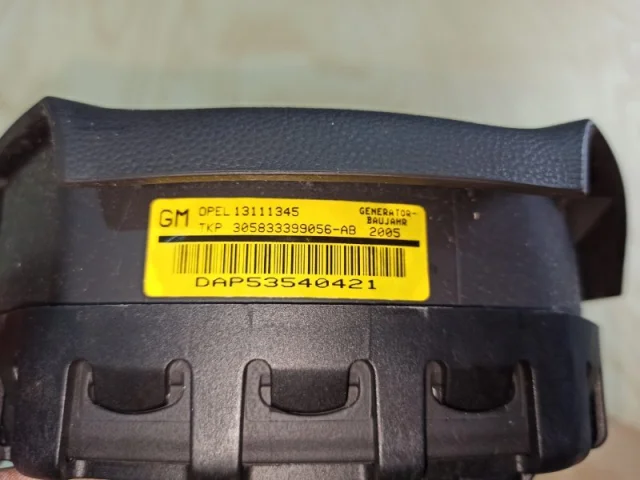 GM OPEL 13111345 GENERATOR-
BAUJAHR
TKP 305833399056-AB 2005
DAP53540421